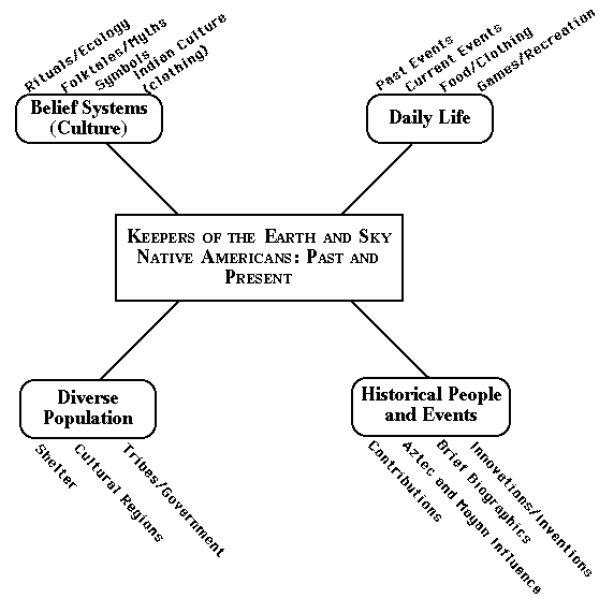 Rituals/Ecology
Folktales/Myths
Symbols
Indian Culture
(clothing)
Belief Systems
(Culture)
Past Events
Current Events
Food/Clothing
Games/Recreation
Daily Life
KEEPERS OF THE EARTH AND SKY
NATIVE AMERICANS: PAST AND
PRESENT
Diverse
Population
Shelter
Cultural Regions
Tribes/Government
Historical People
and Events
Contributions
Aztec and Mayan Influence
Brief Biographics
Innovations/Inventions